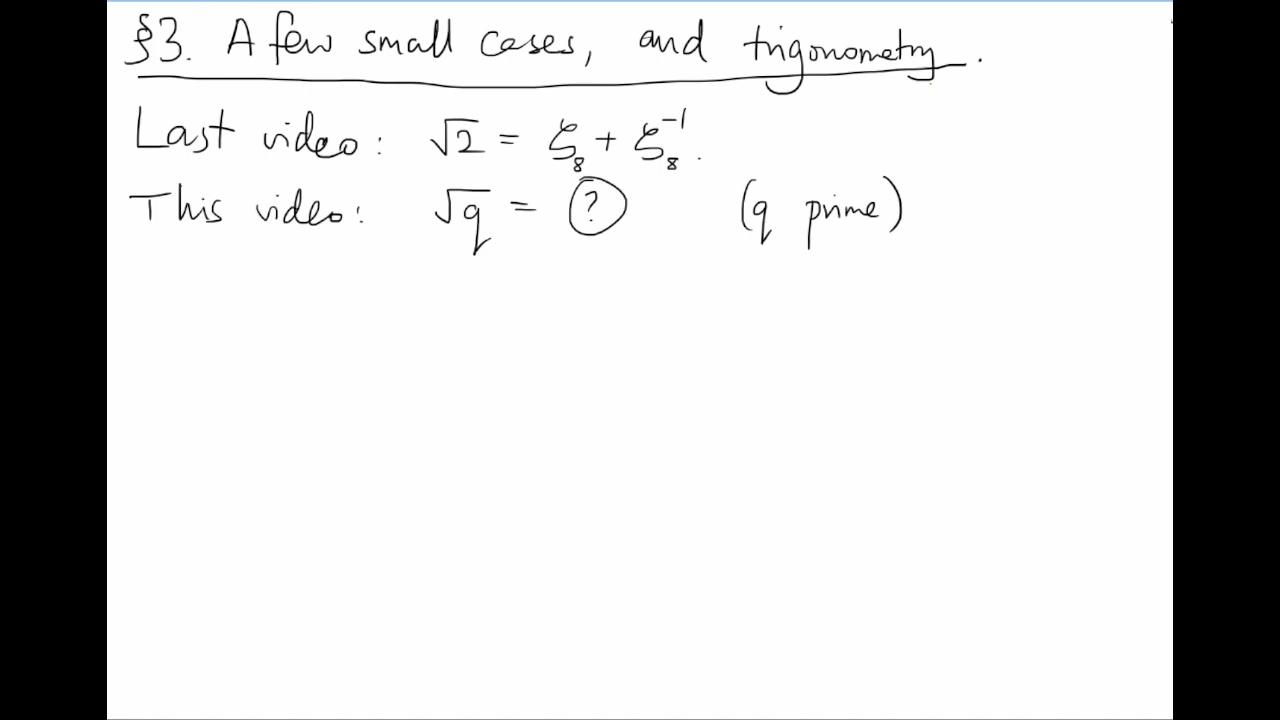 §3. A few small cases, and trigonometry.
Last video: √2 = ζ₈ + ζ₈⁻¹.
This video: √q = ? (q prime)